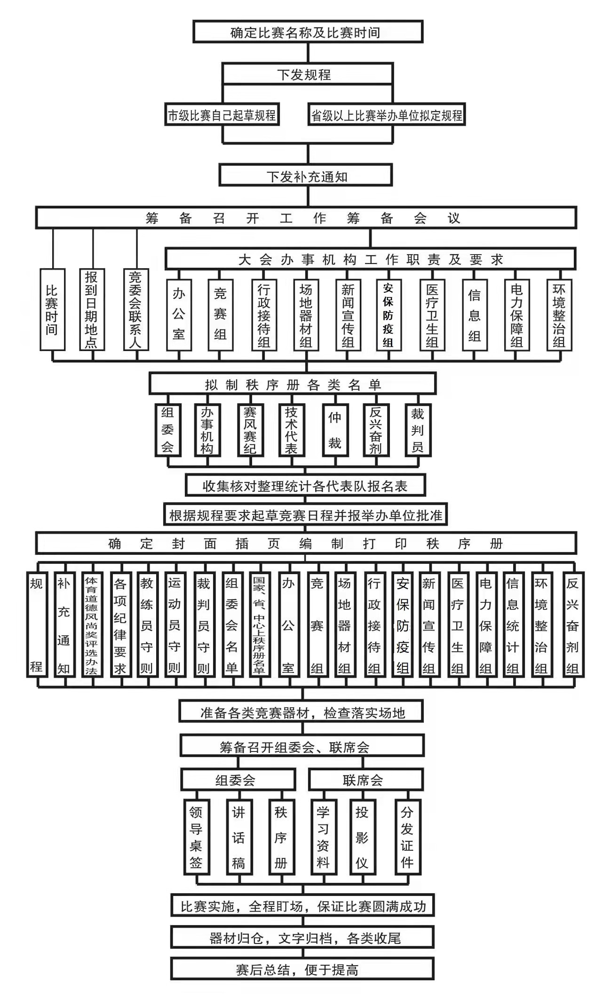 确定比赛名称及比赛时间
下发规程
市级比赛自己起草规程
省级以上比赛举办单位拟定规程
下发补充通知
筹备召开工作筹备会议
大会办事机构工作职责及要求
比赛时间
报到日期地点
竞委会联系人
办公室
竞赛组
行政接待组
场地器材组
新闻宣传组
安保防疫组
医疗卫生组
信息组
电力保障组
环境整治组
拟制秩序册各类名单
组委会
办事机构
赛风赛纪
技术代表
仲裁
反兴奋剂
裁判员
收集核对整理统计各代表队报名表
根据规程要求起草竞赛日程并报举办单位批准
确定封面插页编制打印秩序册
规程
补充通知
体育道德风尚奖评选办法
各项纪律要求
教练员守则
运动员守则
裁判员守则
组委会名单
国家、省、中心上秩序册名单
办公室
竞赛组
场地器材组
行政接待组
安保防疫组
新闻宣传组
医疗卫生组
电力保障组
信息统计组
环境整治组
反兴奋剂组
准备各类竞赛器材，检查落实场地
筹备召开组委会、联席会
组委会
联席会
领导桌签
讲话稿
秩序册
学习资料
投影仪
分发证件
比赛实施，全程盯场，保证比赛圆满成功
器材归仓，文字归档，各类收尾
赛后总结，便于提高